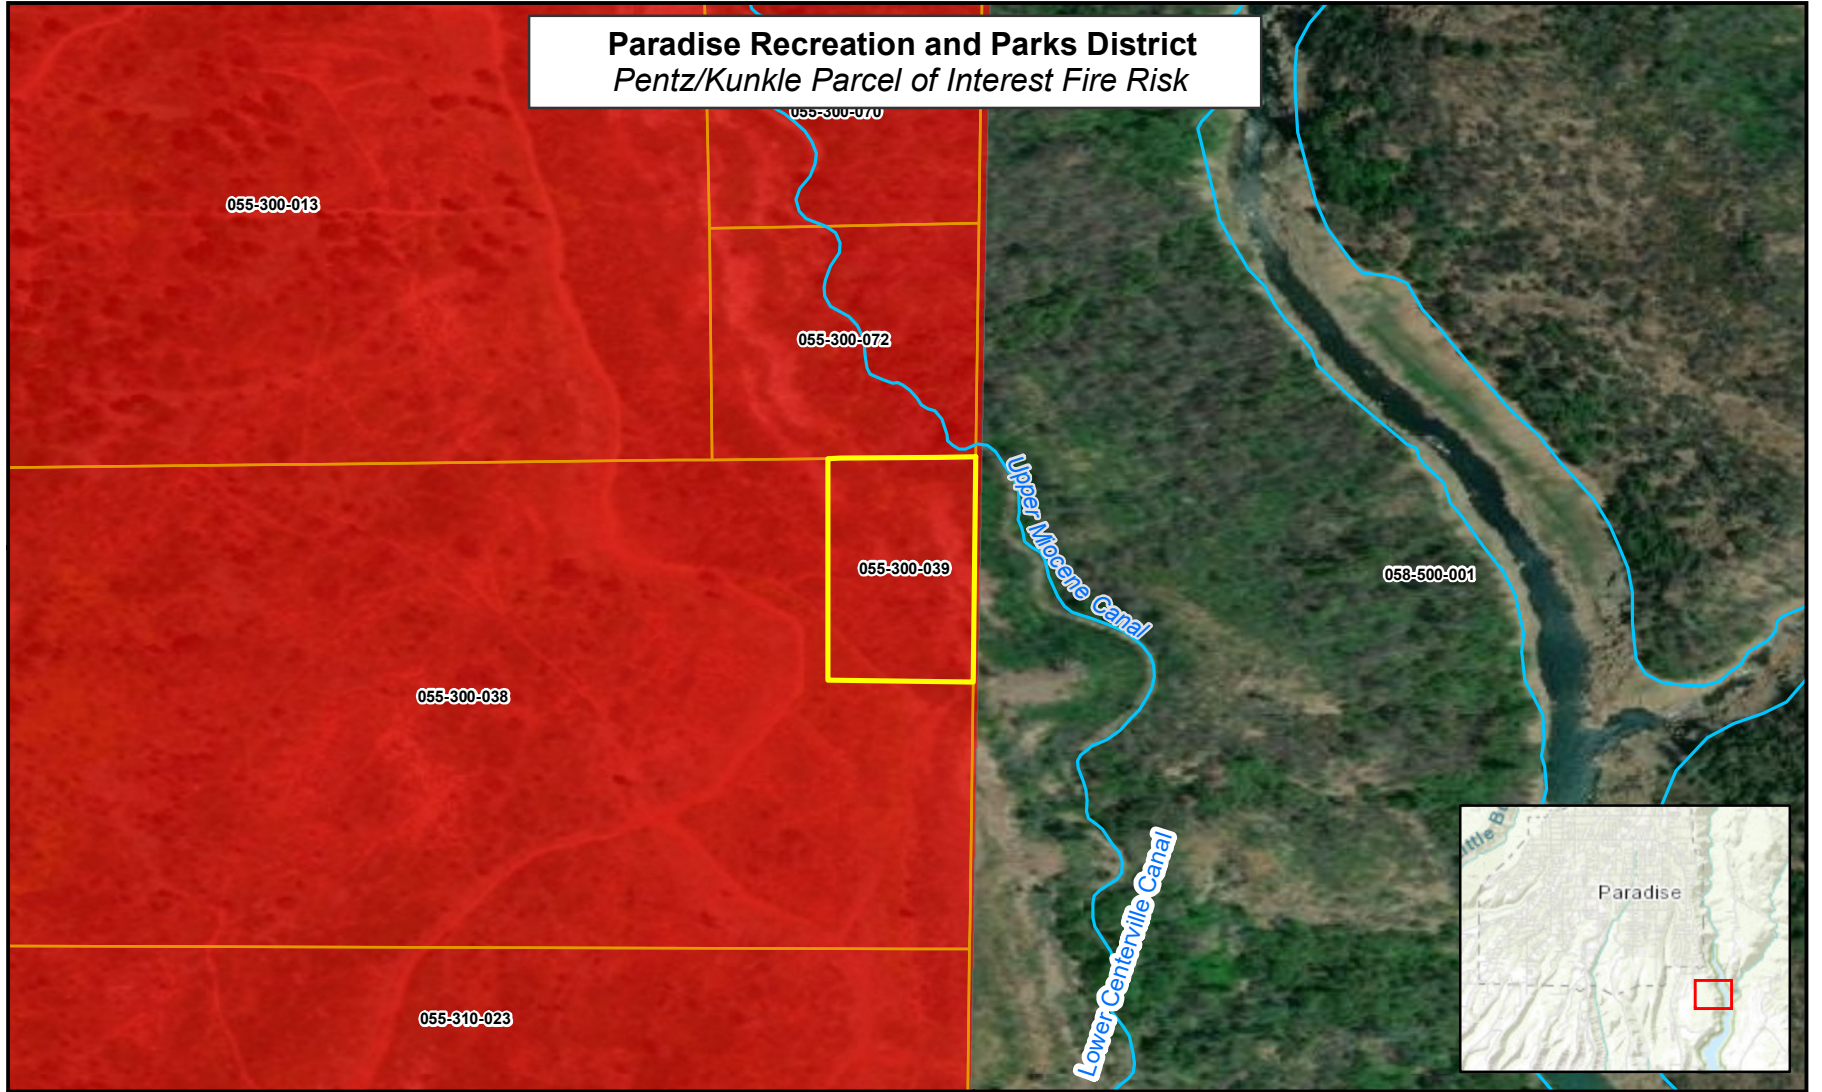 Paradise Recreation and Parks District
Pentz/Kunkle Parcel of Interest Fire Risk
055-300-070
055-300-013
055-300-072
Upper Miocene Canal
055-300-039
058-500-001
055-300-038
Lower Centerville Canal
055-310-023
ittle B
Paradise